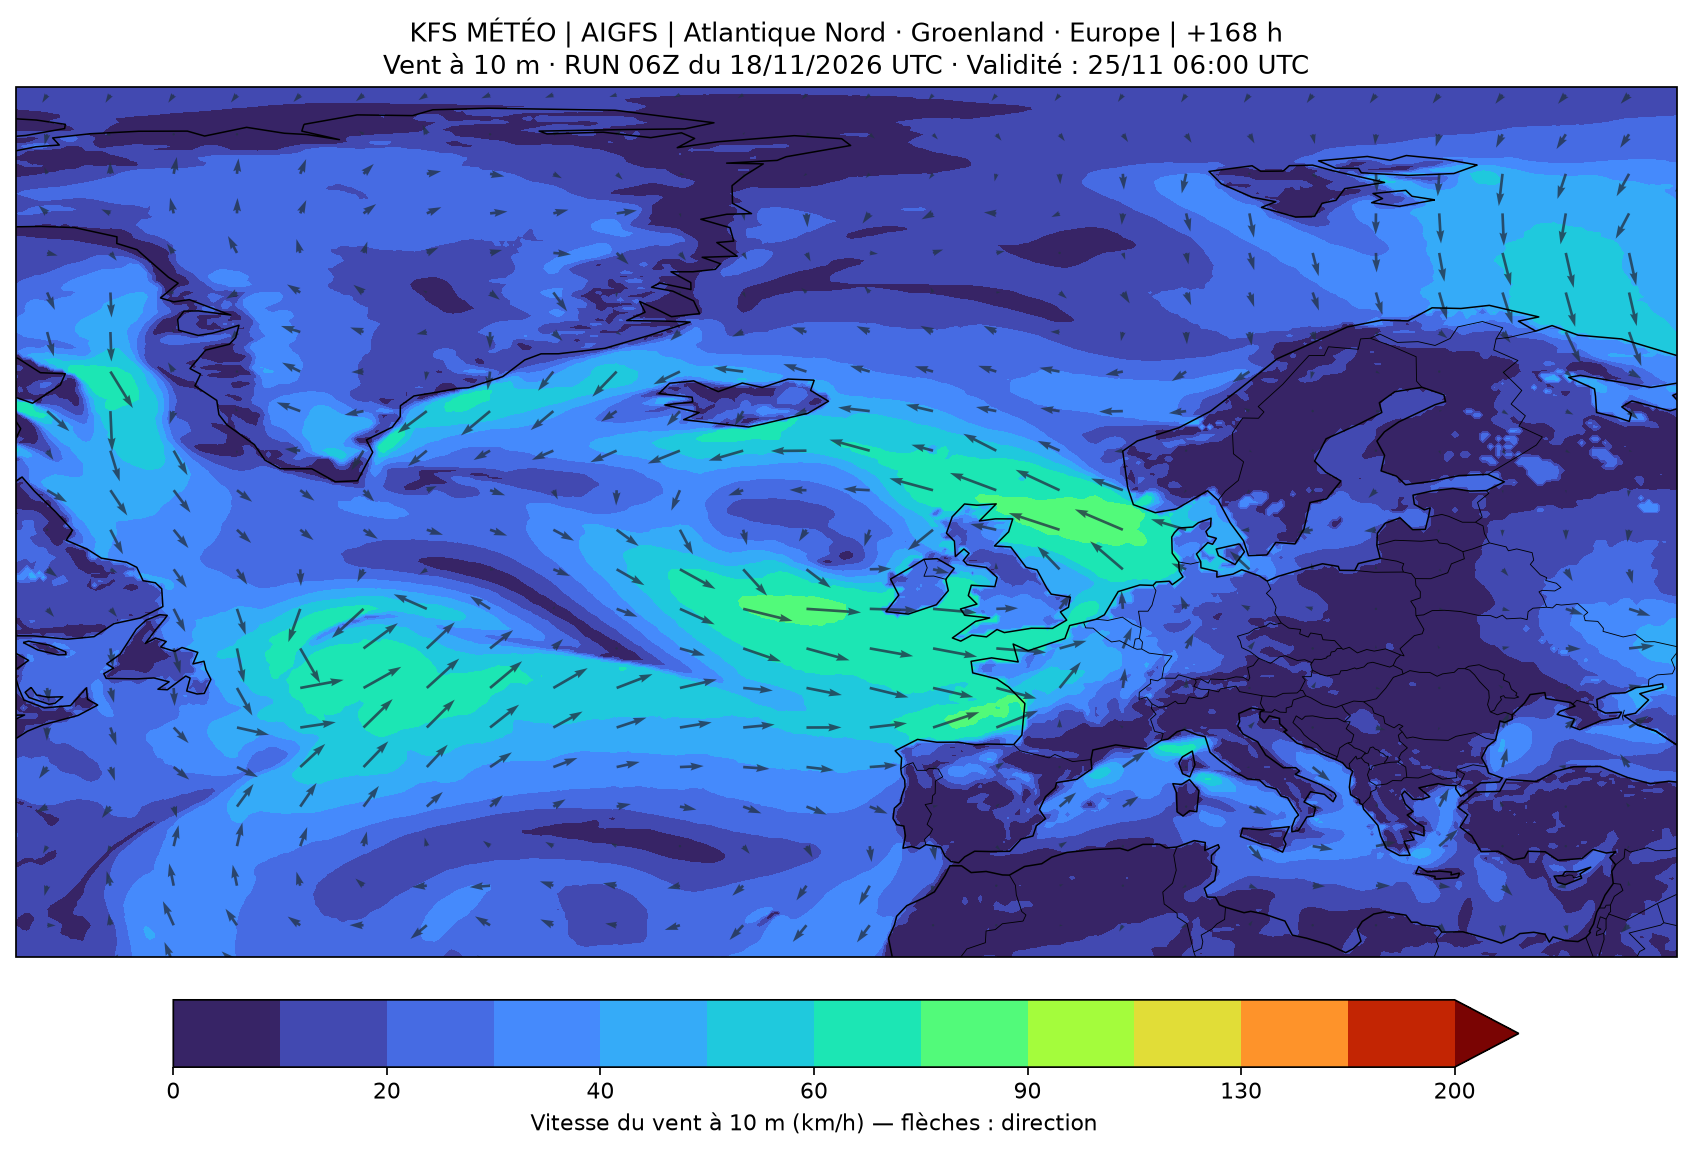 KFS MÉTÉO | AIGFS | Atlantique Nord · Groenland · Europe | +168 h
Vent à 10 m · RUN 06Z du 18/11/2026 UTC · Validité : 25/11 06:00 UTC
0 20 40 60 90 130 200
Vitesse du vent à 10 m (km/h) — flèches : direction